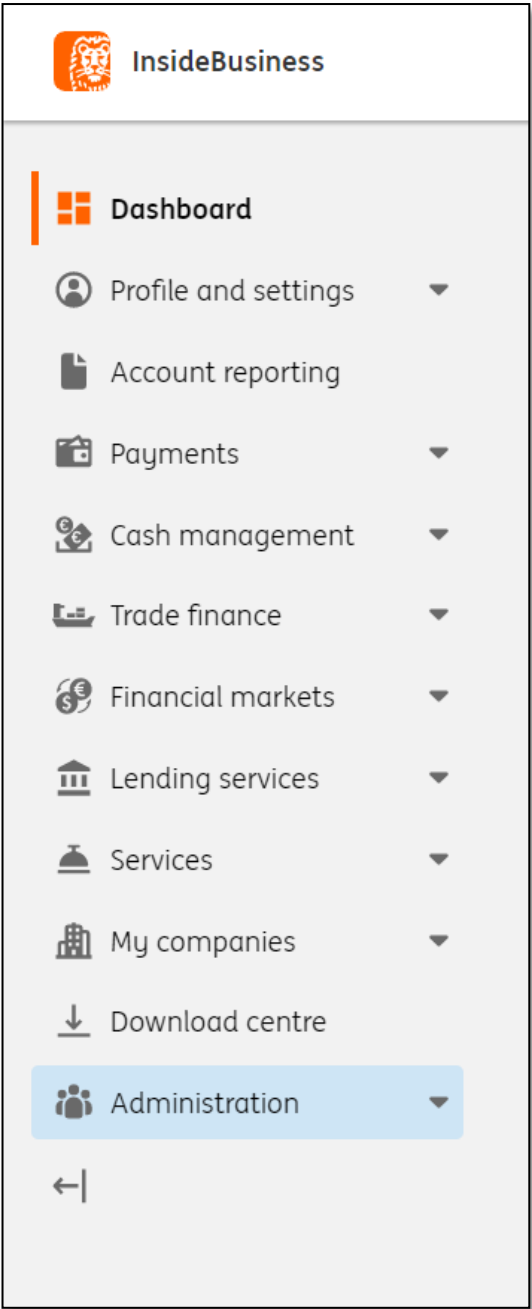 InsideBusiness
Dashboard
Profile and settings
Account reporting
Payments
Cash management
Trade finance
Financial markets
Lending services
Services
My companies
Download centre
Administration